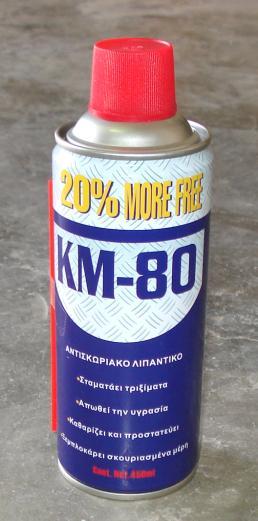 20% MORE FREE
KM-80
ΑΝΤΙΣΚΩΡΙΑΚΟ ΛΙΠΑΝΤΙΚΟ
•Σταματάει τριξίματα
•Απωθεί την υγρασία
•Καθαρίζει και προστατεύει
•Ξεμπλοκάρει σκουριασμένα μέρη
Cont. Net.450ml